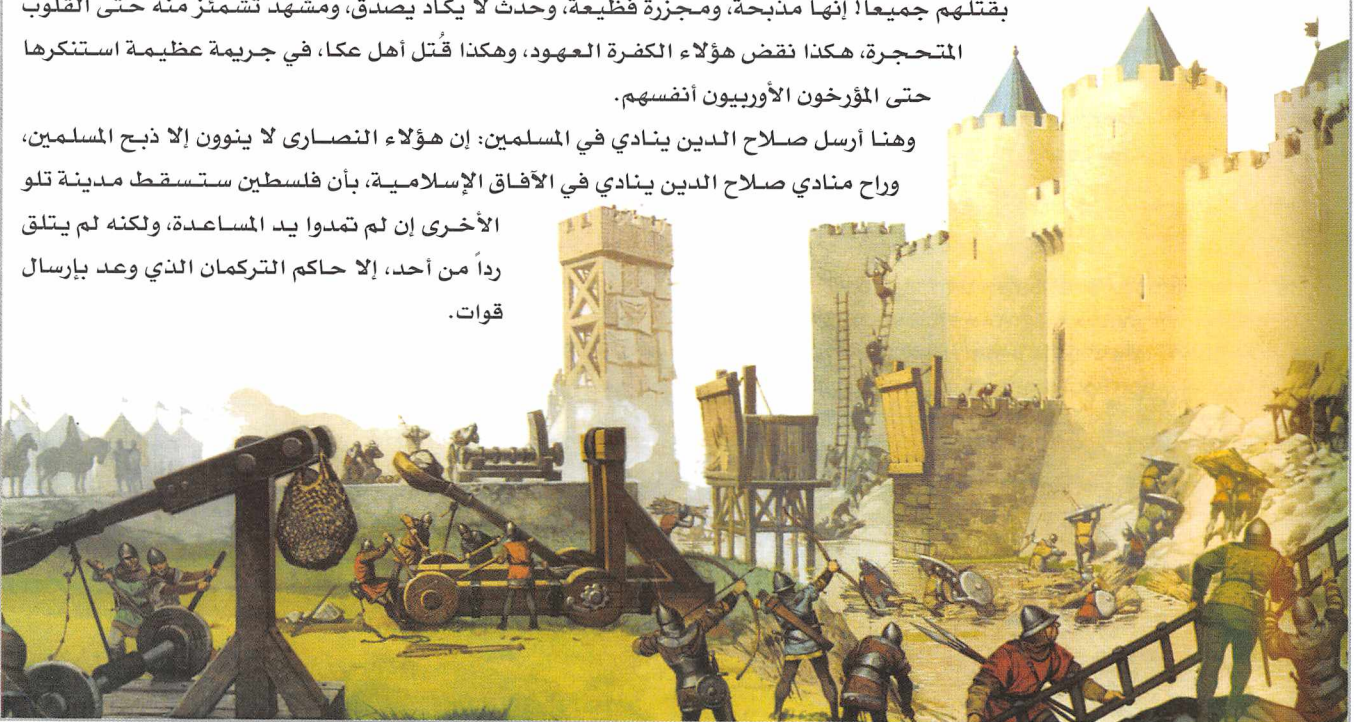 بقتلهم جميعاً! إنها مذبحة، ومجزرة فظيعة، وحدث لا يكاد يصدق، ومشهد تشمئز منه حتى القلوب
المتحجرة، هكذا نقض هؤلاء الكفرة العهود، وهكذا قُتل أهل عكا، في جريمة عظيمة استنكرها
حتى المؤرخون الأوربيون أنفسهم.
وهنا أرسل صلاح الدين ينادي في المسلمين: إن هؤلاء النصارى لا ينوون إلا ذبح المسلمين،
وراح منادي صلاح الدين ينادي في الآفاق الإسلامية، بأن فلسطين ستسقط مدينة تلو
الأخرى إن لم تمدوا يد المساعدة، ولكنه لم يتلق
رداً من أحد، إلا حاكم التركمان الذي وعد بإرسال
قوات.